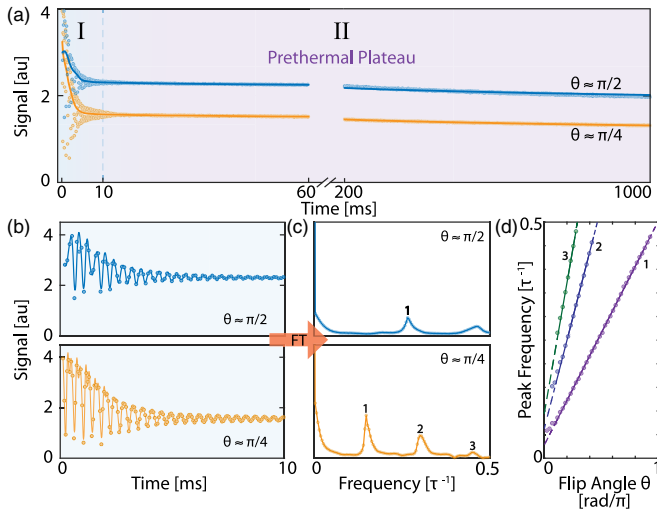 (a)
4
I
II
Prethermal Plateau
Signal [au]
2
θ ≈ π/2
θ ≈ π/4
0
0
10
60
200
1000
Time [ms]
(b)
(c)
(d)
4
2
0
θ ≈ π/2
Signal [au]
4
2
0
θ ≈ π/4
0
10
Time [ms]
FT
θ ≈ π/2
1
θ ≈ π/4
1
2
3
0
0.5
Frequency [τ⁻¹]
0.5
3
2
1
Peak Frequency [τ⁻¹]
0
0
1
Flip Angle θ
[rad/π]